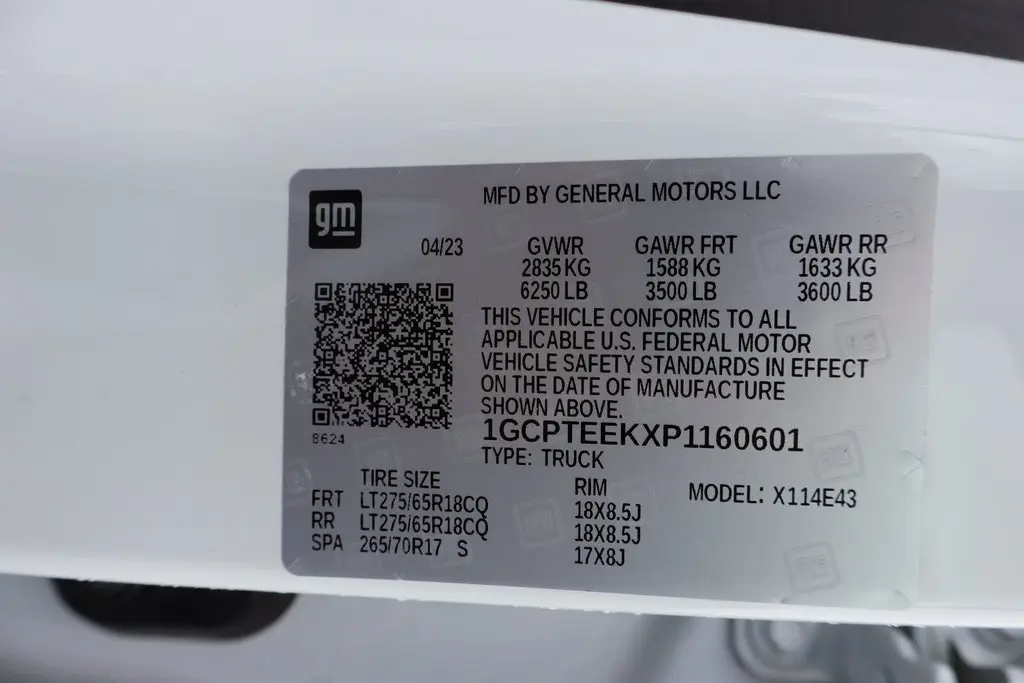 gm
MFD BY GENERAL MOTORS LLC
04/23
GVWR GAWR FRT GAWR RR
2835 KG 1588 KG 1633 KG
6250 LB 3500 LB 3600 LB
THIS VEHICLE CONFORMS TO ALL
APPLICABLE U.S. FEDERAL MOTOR
VEHICLE SAFETY STANDARDS IN EFFECT
ON THE DATE OF MANUFACTURE
SHOWN ABOVE.
8624
1GCPTEEKXP1160601
TYPE: TRUCK
TIRE SIZE RIM MODEL: X114E43
FRT LT275/65R18CQ 18X8.5J
RR LT275/65R18CQ 18X8.5J
SPA 265/70R17 S 17X8J